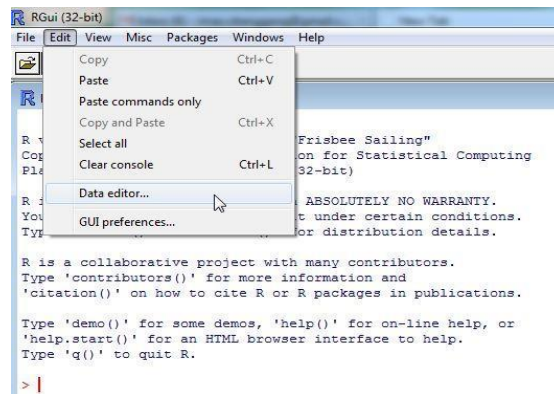 RGui (32-bit)
File Edit View Misc Packages Windows Help
Copy Ctrl+C
Paste Ctrl+V
Paste commands only
Copy and Paste Ctrl+X
Select all
Clear console Ctrl+L
Data editor...
GUI preferences...
R
"Frisbee Sailing"
Cop on for Statistical Computing
Pla 32-bit)
R i ABSOLUTELY NO WARRANTY.
You t under certain conditions.
Typ or distribution details.
R is a collaborative project with many contributors.
Type 'contributors()' for more information and
'citation()' on how to cite R or R packages in publications.
Type 'demo()' for some demos, 'help()' for on-line help, or
'help.start()' for an HTML browser interface to help.
Type 'q()' to quit R.
>